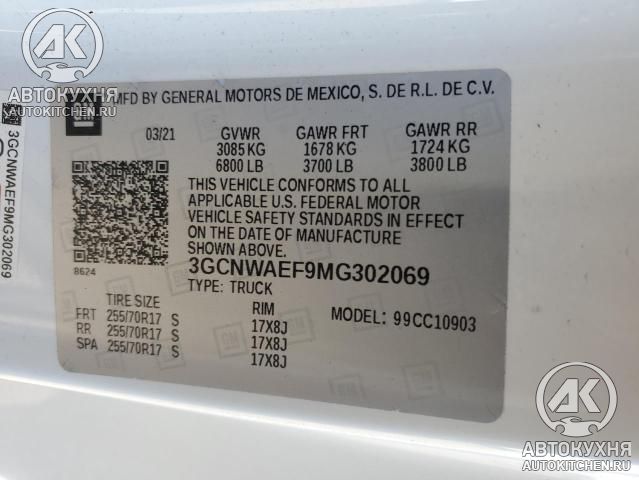 АВТОКУХНЯ
AUTOKITCHEN.RU
3GCNWAEF9MG302069
GM
MFD BY GENERAL MOTORS DE MEXICO, S. DE R.L. DE C.V.
03/21 GVWR GAWR FRT GAWR RR
3085 KG 1678 KG 1724 KG
6800 LB 3700 LB 3800 LB
THIS VEHICLE CONFORMS TO ALL
APPLICABLE U.S. FEDERAL MOTOR
VEHICLE SAFETY STANDARDS IN EFFECT
ON THE DATE OF MANUFACTURE
SHOWN ABOVE.
8624
3GCNWAEF9MG302069
TYPE: TRUCK
TIRE SIZE RIM MODEL: 99CC10903
FRT 255/70R17 S 17X8J
RR 255/70R17 S 17X8J
SPA 255/70R17 S 17X8J
АВТОКУХНЯ
AUTOKITCHEN.RU